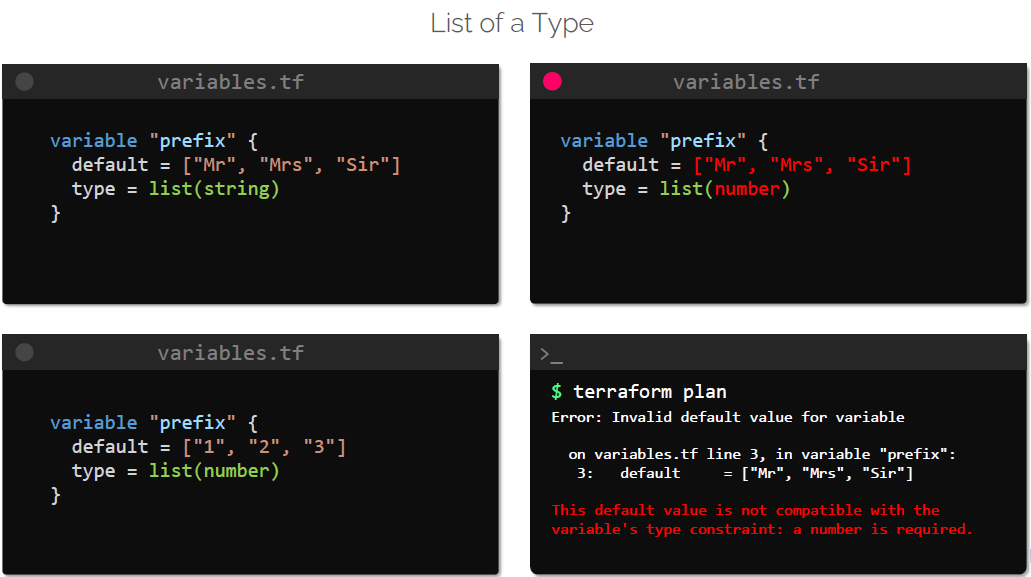 List of a Type
variables.tf
variable "prefix" {
  default = ["Mr", "Mrs", "Sir"]
  type = list(string)
}
variables.tf
variable "prefix" {
  default = ["Mr", "Mrs", "Sir"]
  type = list(number)
}
variables.tf
variable "prefix" {
  default = ["1", "2", "3"]
  type = list(number)
}
>_
$ terraform plan
Error: Invalid default value for variable
  on variables.tf line 3, in variable "prefix":
   3:   default     = ["Mr", "Mrs", "Sir"]
This default value is not compatible with the
variable's type constraint: a number is required.